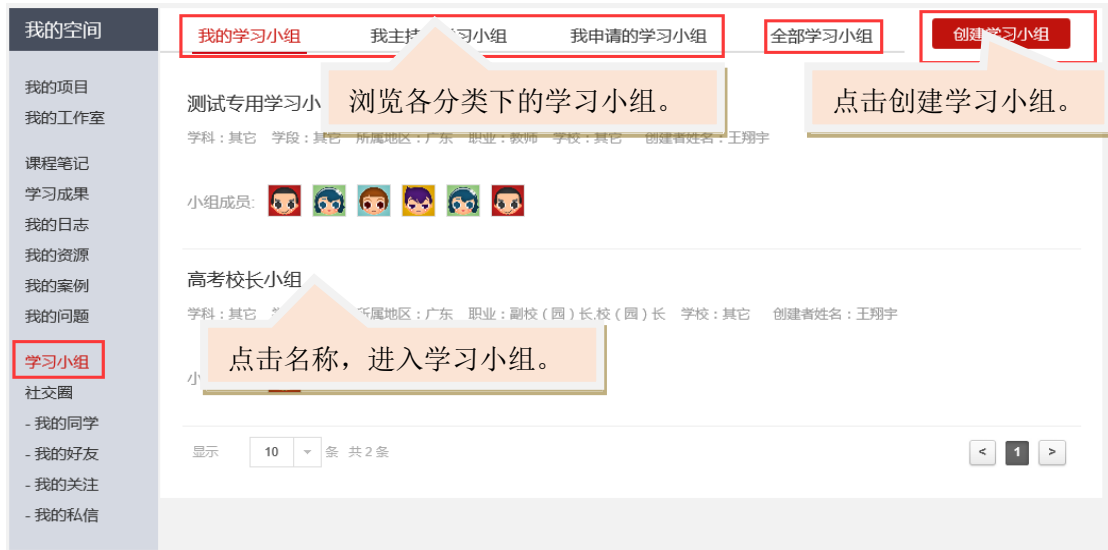 我的空间
我的学习小组 我主持 习小组 我申请的学习小组 全部学习小组 创建学习小组
我的项目
我的工作室
课程笔记
学习成果
我的日志
我的资源
我的案例
我的问题
学习小组
社交圈
- 我的同学
- 我的好友
- 我的关注
- 我的私信
浏览各分类下的学习小组。
点击创建学习小组。
测试专用学习小
学科：其它 学段：其它 所属地区：广东 职业：教师 学校：其它 创建者姓名：王翔宇
小组成员:
高考校长小组
学科：其它 所属地区：广东 职业：副校（园）长,校（园）长 学校：其它 创建者姓名：王翔宇
点击名称，进入学习小组。
小
显示 10 条 共2条
< 1 >